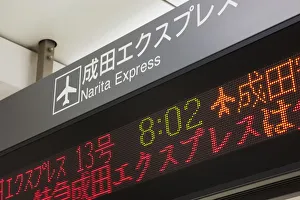 成田エクスプレス
Narita Express
エクスプレス 13号 8:02 成田
特急成田エクスプレスは